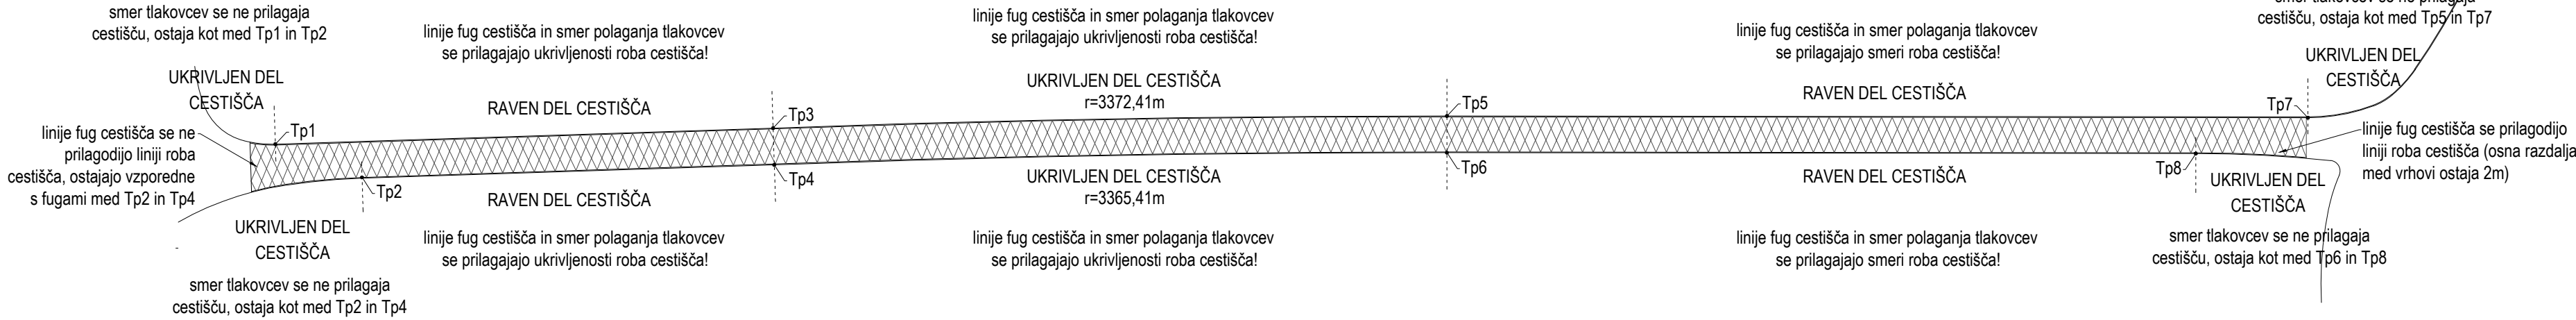 smer tlakovcev se ne prilagaja
cestišču, ostaja kot med Tp1 in Tp2
UKRIVLJEN DEL
CESTIŠČA
linije fug cestišča se ne
prilagodijo liniji roba
cestišča, ostajajo vzporedne
s fugami med Tp2 in Tp4
Tp1
Tp2
UKRIVLJEN DEL
CESTIŠČA
smer tlakovcev se ne prilagaja
cestišču, ostaja kot med Tp2 in Tp4
linije fug cestišča in smer polaganja tlakovcev
se prilagajajo ukrivljenosti roba cestišča!
RAVEN DEL CESTIŠČA
Tp3
Tp4
RAVEN DEL CESTIŠČA
linije fug cestišča in smer polaganja tlakovcev
se prilagajajo ukrivljenosti roba cestišča!
linije fug cestišča in smer polaganja tlakovcev
se prilagajajo ukrivljenosti roba cestišča!
UKRIVLJEN DEL CESTIŠČA
r=3372,41m
UKRIVLJEN DEL CESTIŠČA
r=3365,41m
linije fug cestišča in smer polaganja tlakovcev
se prilagajajo ukrivljenosti roba cestišča!
Tp5
Tp6
linije fug cestišča in smer polaganja tlakovcev
se prilagajajo smeri roba cestišča!
RAVEN DEL CESTIŠČA
RAVEN DEL CESTIŠČA
linije fug cestišča in smer polaganja tlakovcev
se prilagajajo smeri roba cestišča!
smer tlakovcev se ne prilagaja
cestišču, ostaja kot med Tp5 in Tp7
UKRIVLJEN DEL
CESTIŠČA
Tp7
Tp8
linije fug cestišča se prilagodijo
liniji roba cestišča (osna razdalja
med vrhovi ostaja 2m)
UKRIVLJEN DEL
CESTIŠČA
smer tlakovcev se ne prilagaja
cestišču, ostaja kot med Tp6 in Tp8